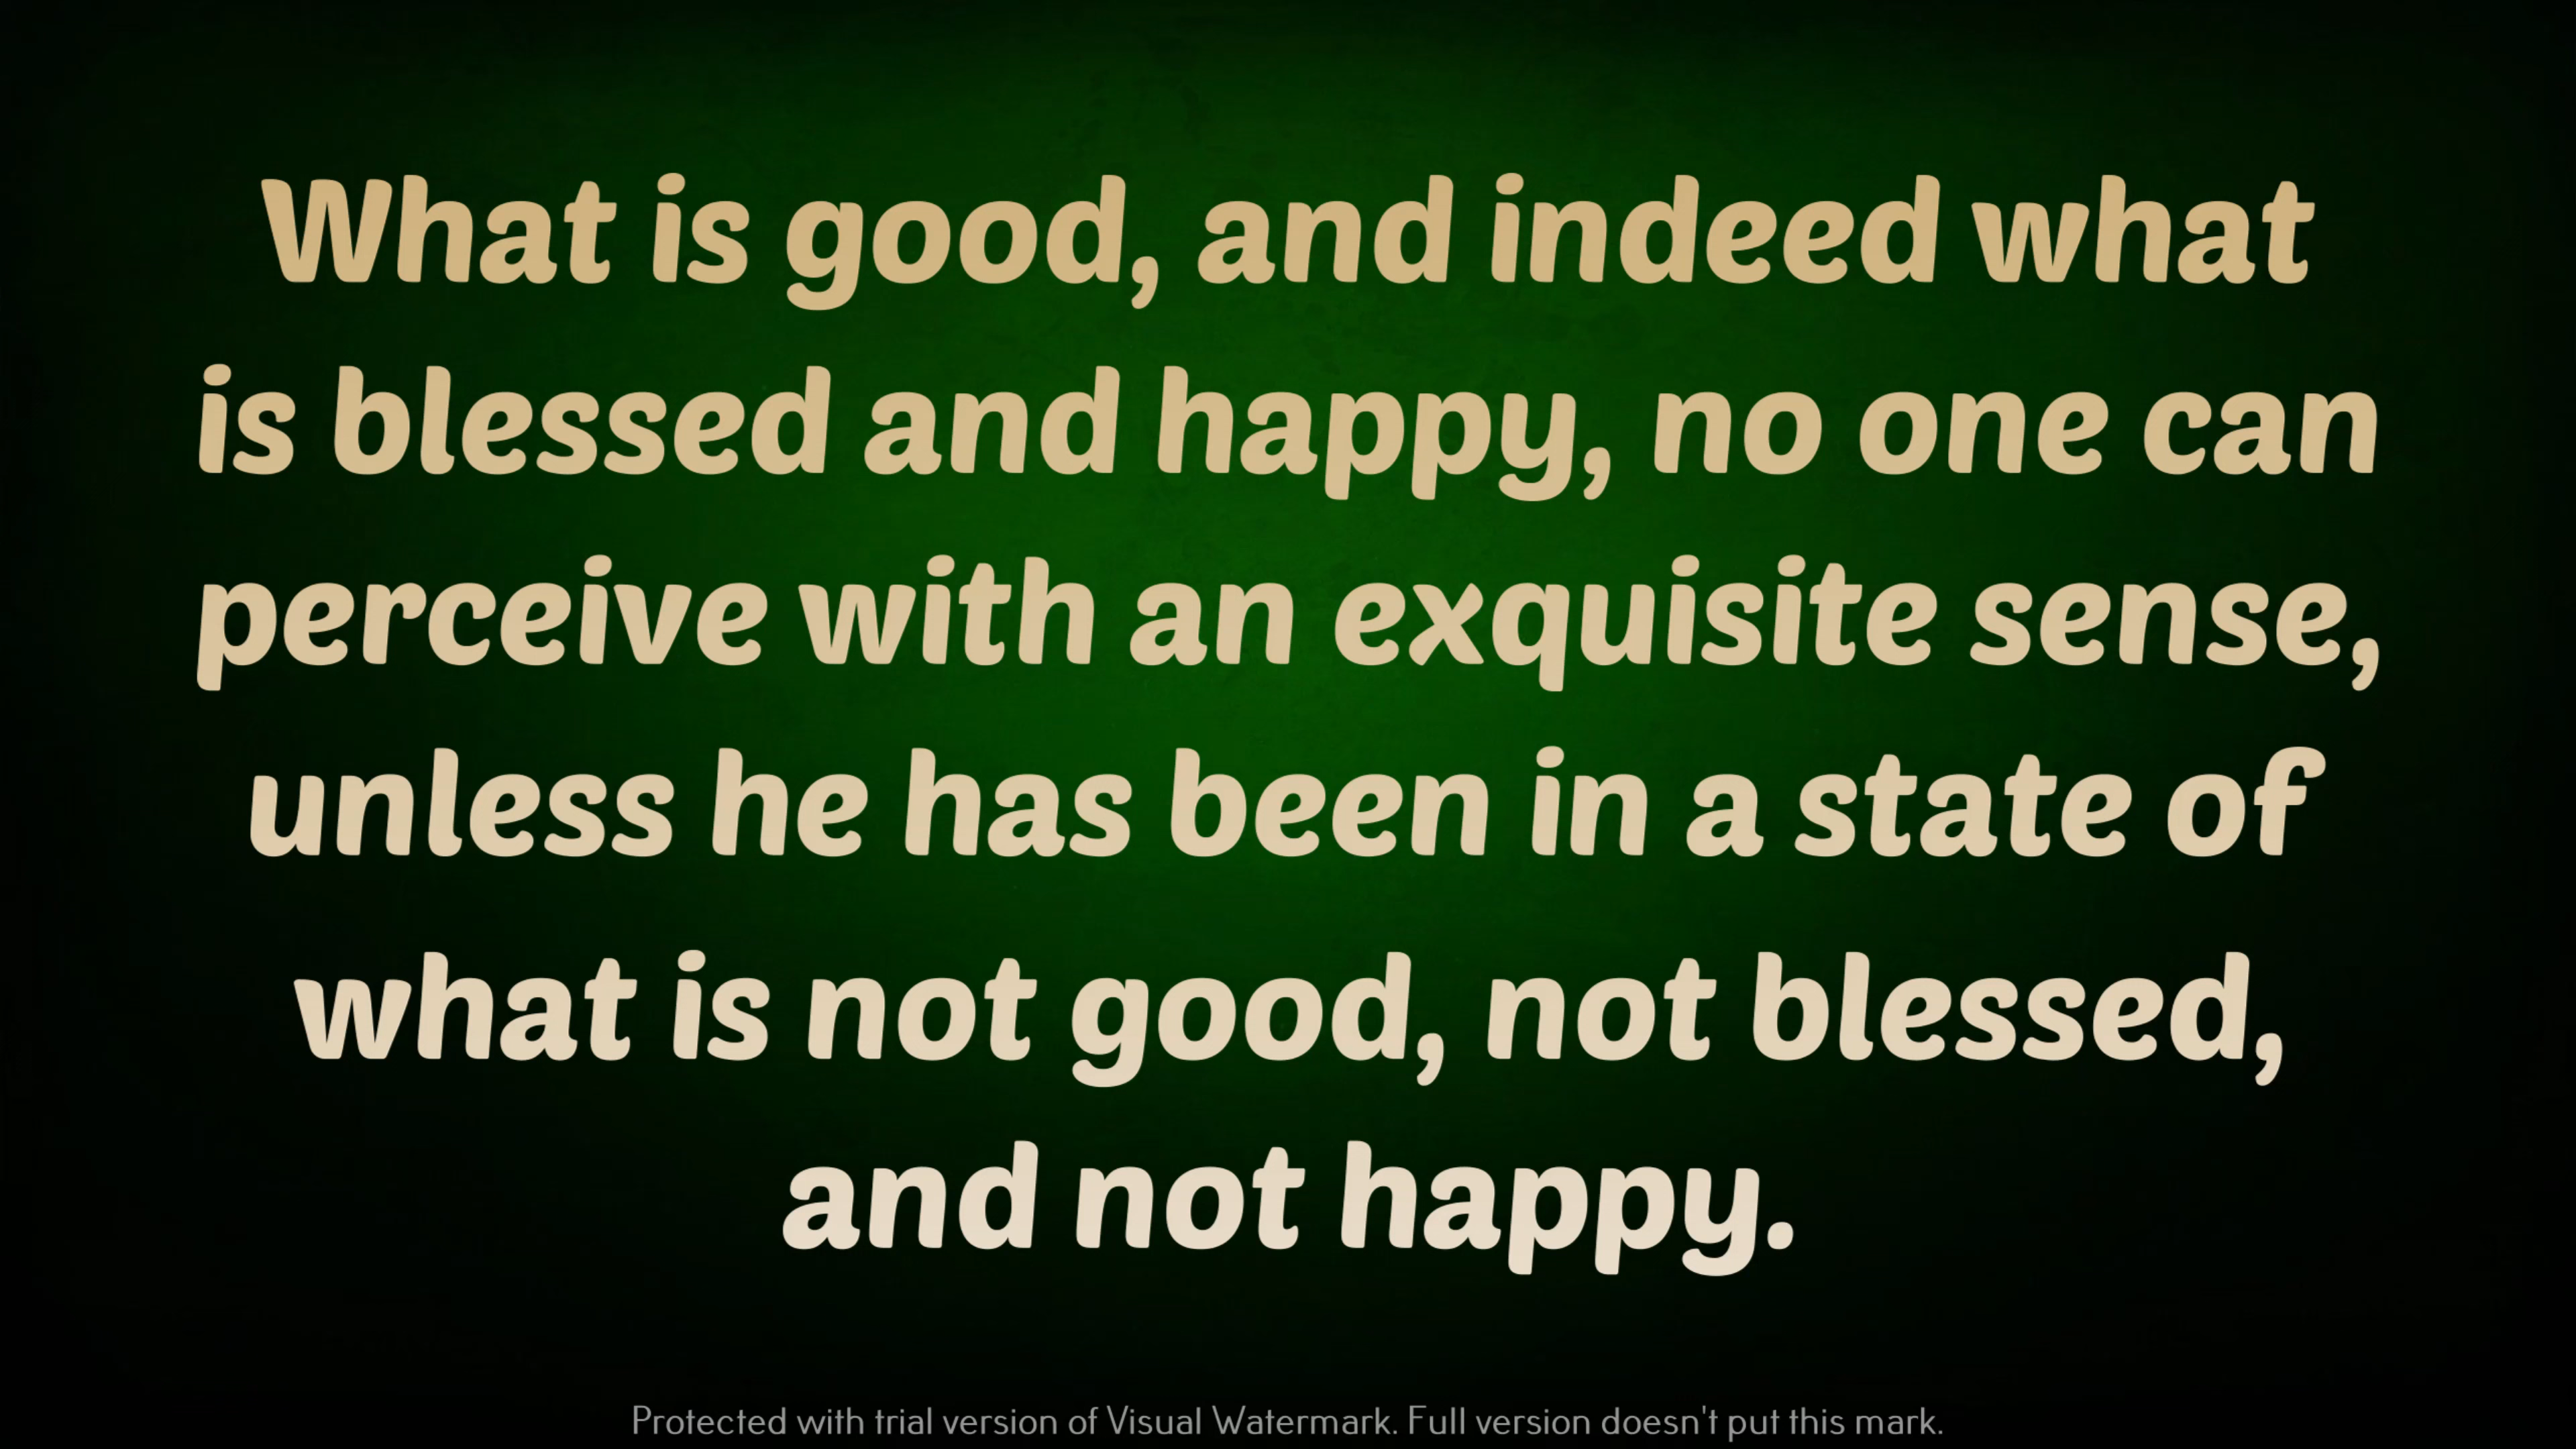 What is good, and indeed what
is blessed and happy, no one can
perceive with an exquisite sense,
unless he has been in a state of
what is not good, not blessed,
and not happy.
Protected with trial version of Visual Watermark. Full version doesn't put this mark.